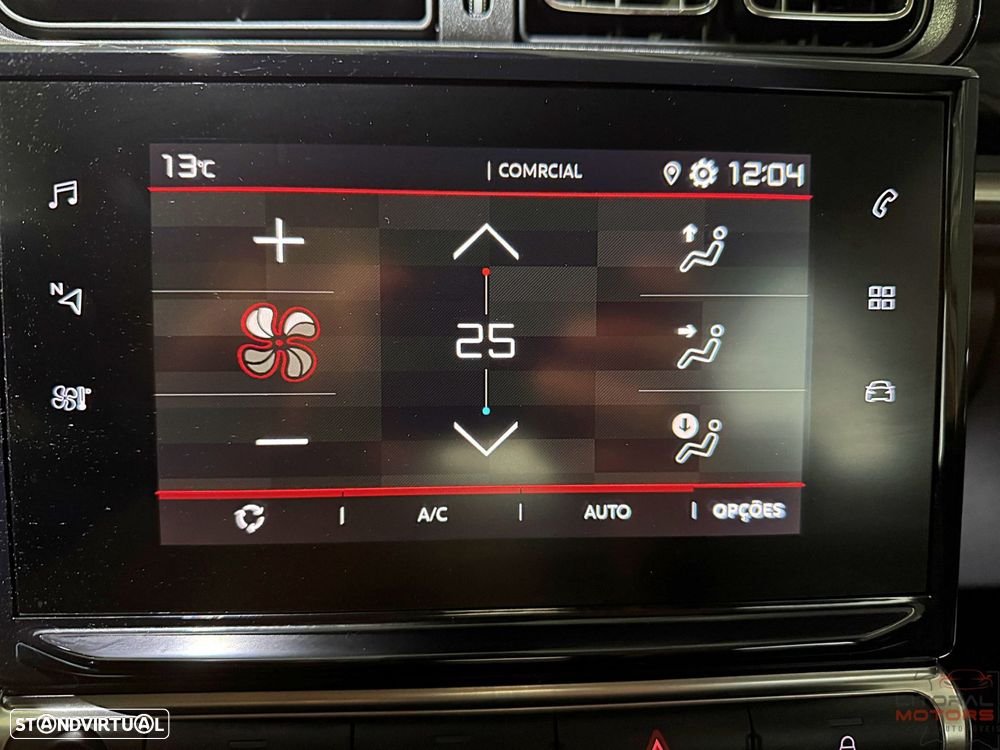 13°C | COMRCIAL 12:04
N
25
A/C | AUTO | OPÇÕES
STANDVIRTUAL
MOTORS